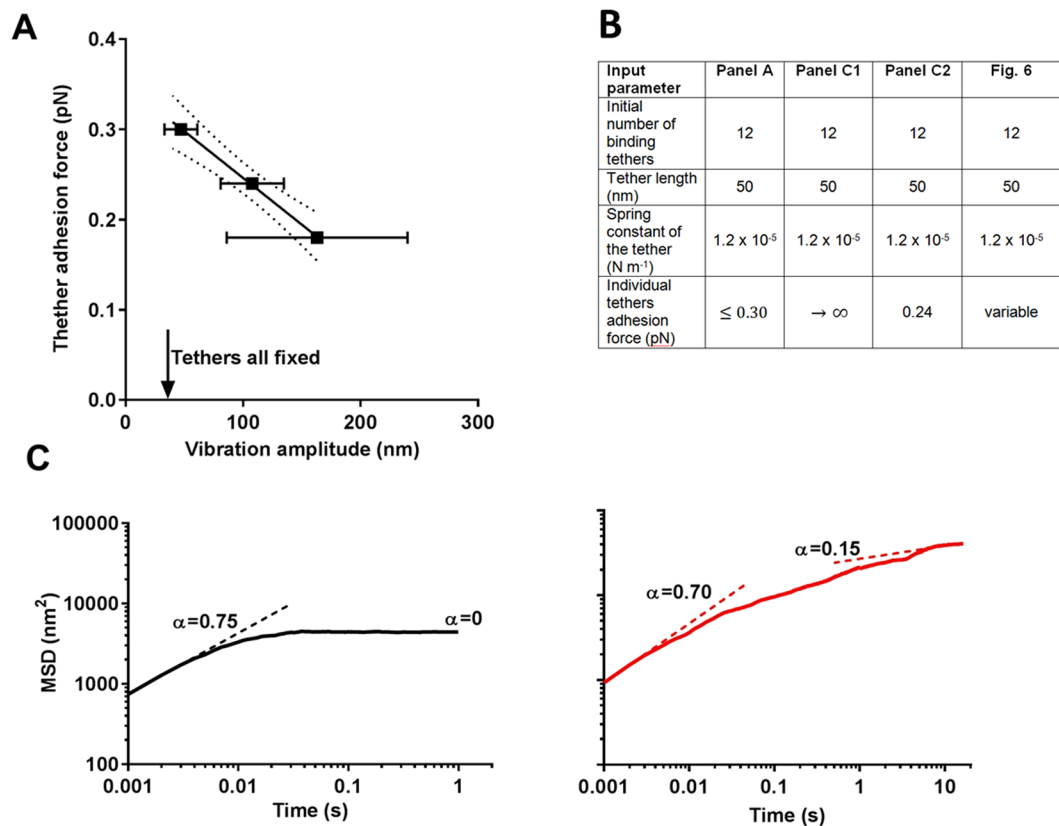 A
Thether adhesion force (pN)
0.4
0.3
0.2
0.1
0.0
Tethers all fixed
0
100
200
300
Vibration amplitude (nm)
B
Input parameter Panel A Panel C1 Panel C2 Fig. 6
Initial number of binding tethers 12 12 12 12
Tether length (nm) 50 50 50 50
Spring constant of the tether (N m-1) 1.2 x 10-5 1.2 x 10-5 1.2 x 10-5 1.2 x 10-5
Individual tethers adhesion force (pN) ≤ 0.30 → ∞ 0.24 variable
C
MSD (nm2)
100000
10000
1000
100
α=0.75
α=0
0.001
0.01
0.1
1
Time (s)
α=0.70
α=0.15
0.001
0.01
0.1
1
10
Time (s)